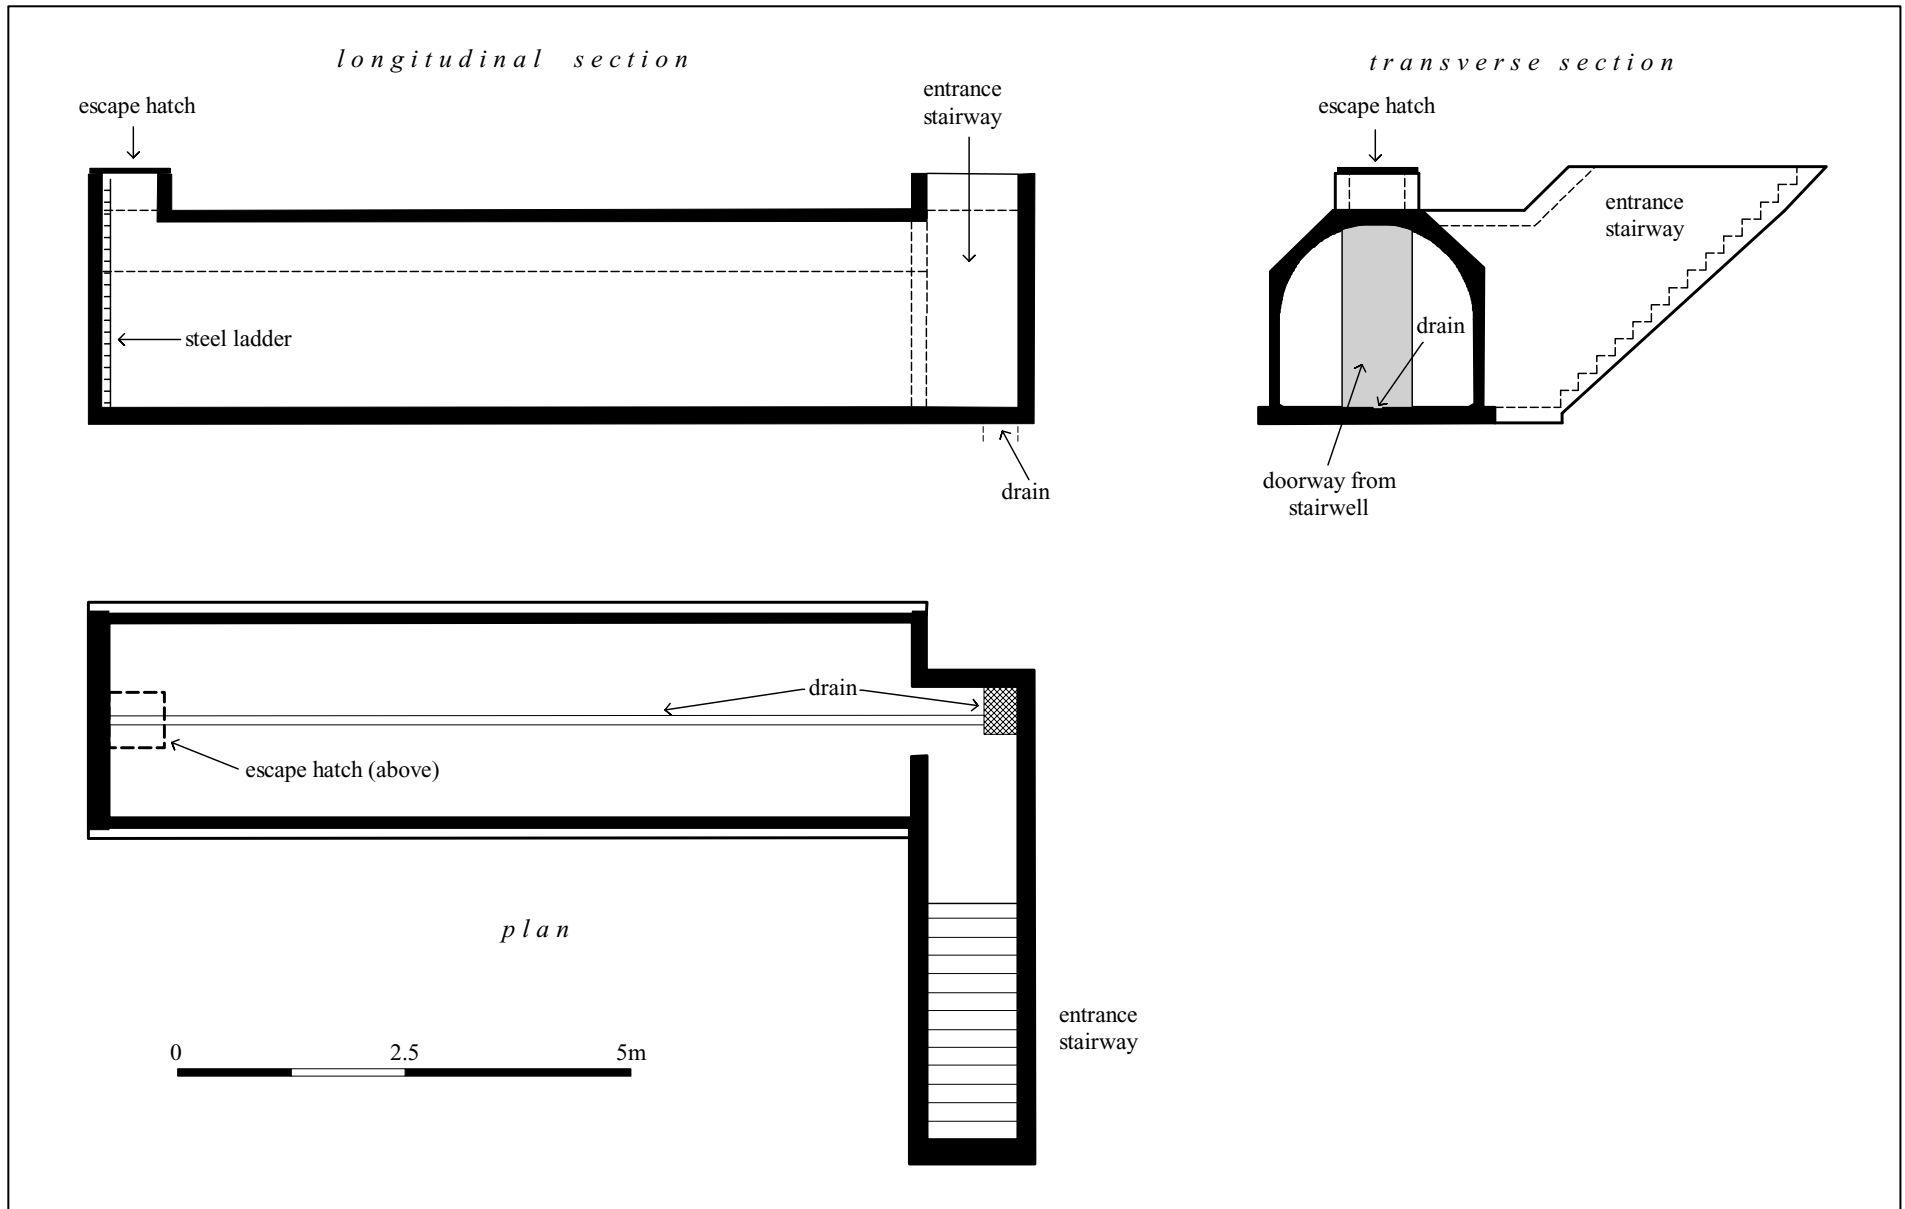 longitudinal section
escape hatch
entrance
stairway
steel ladder
drain
transverse section
escape hatch
entrance
stairway
drain
doorway from
stairwell
drain
escape hatch (above)
plan
entrance
stairway
0 2.5 5m